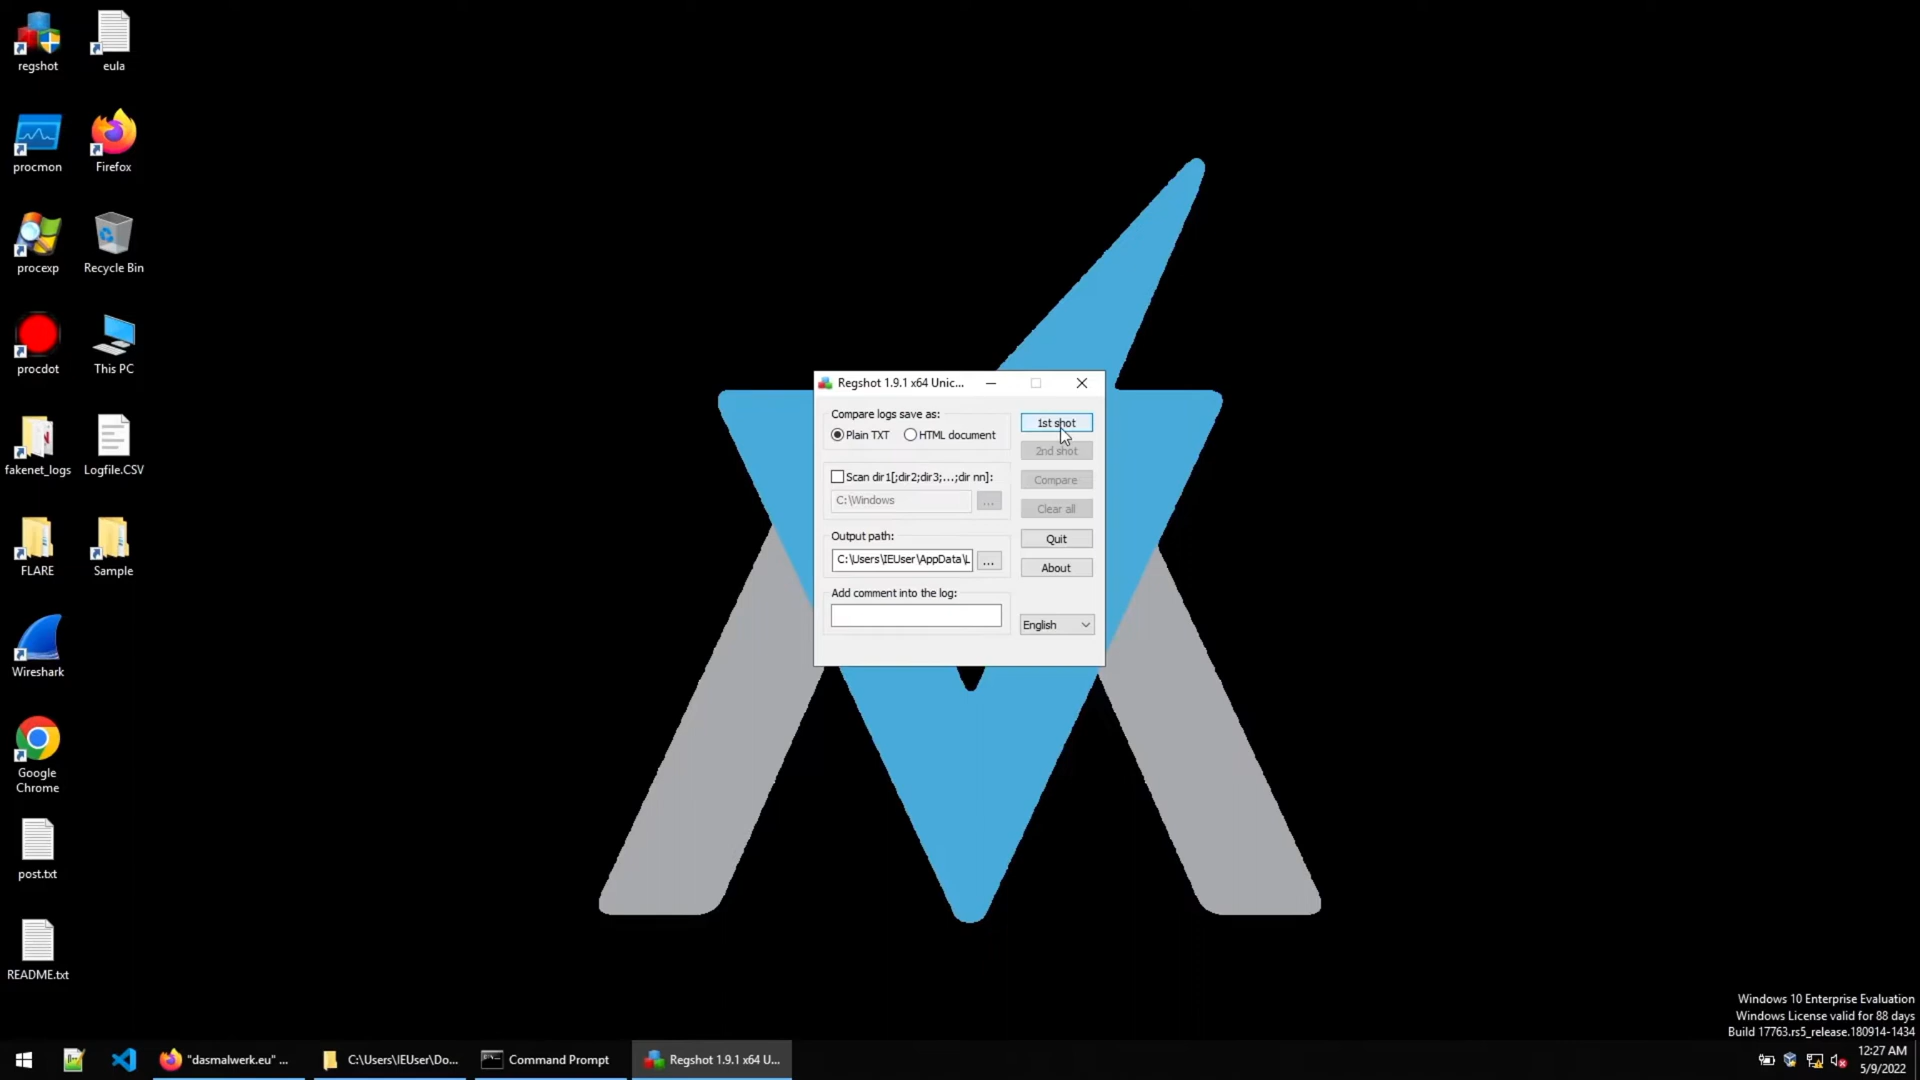 regshot
eula
procmon
Firefox
procexp
Recycle Bin
procdot
This PC
fakenet_logs
Logfile.CSV
FLARE
Sample
Wireshark
Google
Chrome
post.txt
README.txt
Regshot 1.9.1 x64 Unic...
Compare logs save as:
Plain TXT
HTML document
Scan dir1[;dir2;dir3;...;dir nn]:
C:\Windows
...
Output path:
C:\Users\IEUser\AppData\L
...
Add comment into the log:
1st shot
2nd shot
Compare
Clear all
Quit
About
English
Windows 10 Enterprise Evaluation
Windows License valid for 88 days
Build 17763.rs5_release.180914-1434
"dasmalwerk.eu" ...
C:\Users\IEUser\Do...
Command Prompt
Regshot 1.9.1 x64 U...
12:27 AM
5/9/2022